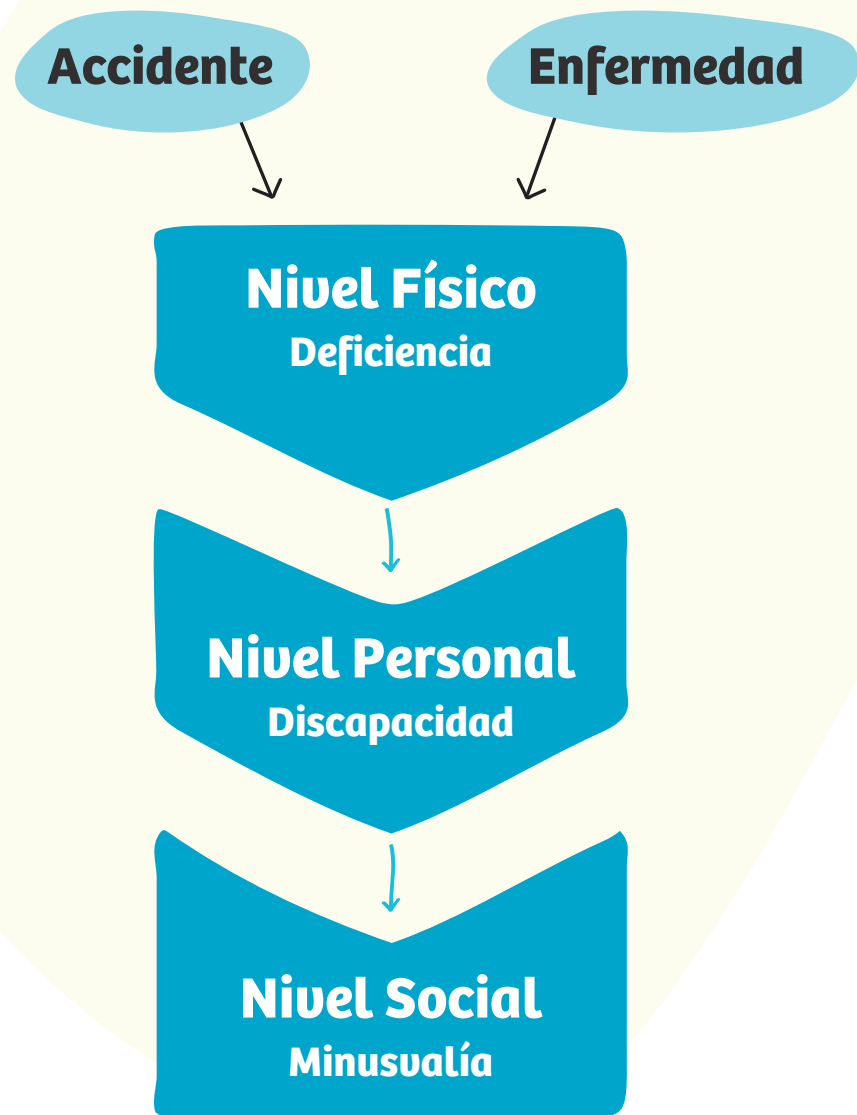 Accidente
Enfermedad
Nivel Físico
Deficiencia
Nivel Personal
Discapacidad
Nivel Social
Minusvalía